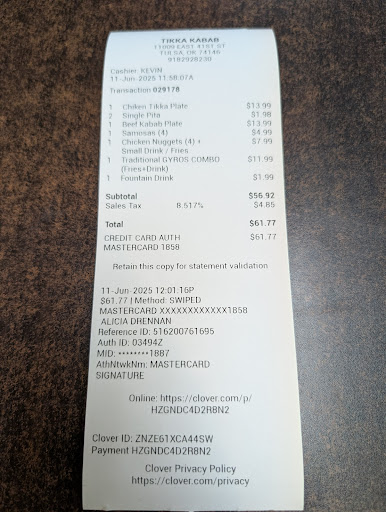 TIKKA KABAB
11009 EAST 41ST ST
TULSA, OK 74146
9182928230
Cashier: KEVIN
11-Jun-2025 11:58:07A
Transaction 029178
1 Chiken Tikka Plate $13.99
2 Single Pita $1.98
1 Beef Kabab Plate $13.99
1 Samosas (4) $4.99
1 Chicken Nuggets (4) + $7.99
Small Drink / Fries
1 Traditional GYROS COMBO $11.99
(Fries+Drink)
1 Fountain Drink $1.99
Subtotal $56.92
Sales Tax 8.517% $4.85
Total $61.77
CREDIT CARD AUTH $61.77
MASTERCARD 1858
Retain this copy for statement validation
11-Jun-2025 12:01:16P
$61.77 | Method: SWIPED
MASTERCARD XXXXXXXXXXXX1858
ALICIA DRENNAN
Reference ID: 516200761695
Auth ID: 03494Z
MID: ********1887
AthNtwkNm: MASTERCARD
SIGNATURE
Online: https://clover.com/p/
HZGNDC4D2R8N2
Clover ID: ZNZE61XCA44SW
Payment HZGNDC4D2R8N2
Clover Privacy Policy
https://clover.com/privacy